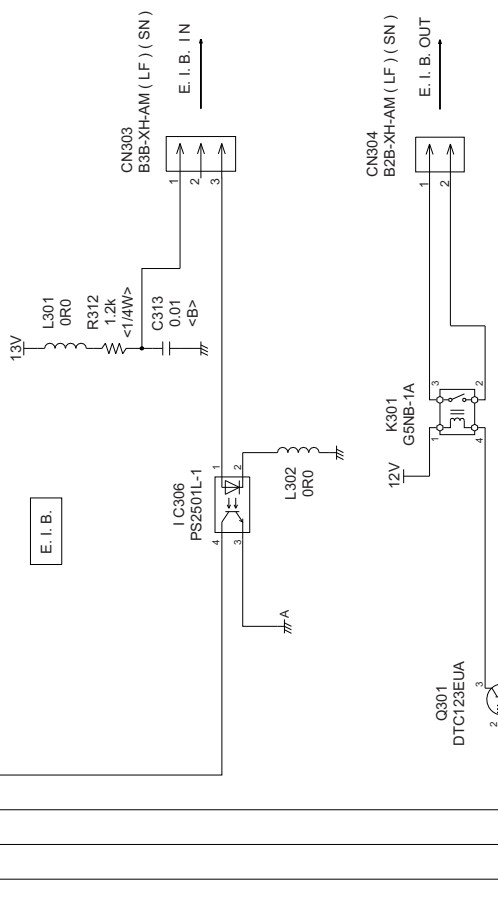 CN303
B3B-XH-AM ( LF ) ( SN )
E. I. B. IN
1
2
3
13V
L301
0R0
R312
1.2k
<1/4W>
C313
0.01
<B>
E. I. B.
I C306
PS2501L-1
1
2
4
3
L302
0R0
A
CN304
B2B-XH-AM ( LF ) ( SN )
E. I. B. OUT
1
2
K301
G5NB-1A
3
2
1
4
12V
Q301
DTC123EUA
3
2